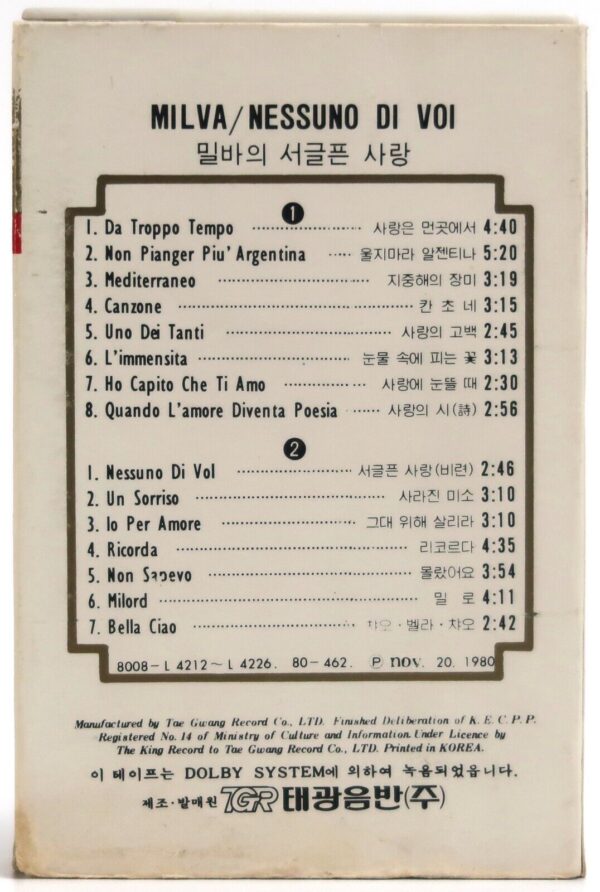 MILVA/NESSUNO DI VOI
밀바의 서글픈 사랑
1
1. Da Troppo Tempo ········ 사랑은 먼곳에서 4:40
2. Non Pianger Piu' Argentina ····· 울지마라 알젠티나 5:20
3. Mediterraneo ········ 지중해의 장미 3:19
4. Canzone ········ 칸 초 네 3:15
5. Uno Dei Tanti ········ 사랑의 고백 2:45
6. L'immensita ········ 눈물 속에 피는 꽃 3:13
7. Ho Capito Che Ti Amo ········ 사랑에 눈뜰 때 2:30
8. Quando L'amore Diventa Poesia ······ 사랑의 시(詩) 2:56
2
1. Nessuno Di Vol ········ 서글픈 사랑(비련) 2:46
2. Un Sorriso ········ 사라진 미소 3:10
3. Io Per Amore ········ 그대 위해 살리라 3:10
4. Ricorda ········ 리코르다 4:35
5. Non Sapevo ········ 몰랐어요 3:54
6. Milord ········ 밀 로 4:11
7. Bella Ciao ········ 챠오·벨라·챠오 2:42
8008-L 4212~L 4226. 80-462. Ⓟ nov. 20. 1980
Manufactured by Tae Gwang Record Co., LTD. Finished Deliberation of K. E. C. P. P.
Registered No. 14 of Ministry of Culture and Information. Under Licence by
The King Record to Tae Gwang Record Co., LTD. Printed in KOREA.
이 테이프는 DOLBY SYSTEM에 의하여 녹음되었읍니다.
제조·발매원 TGR 태광음반(주)